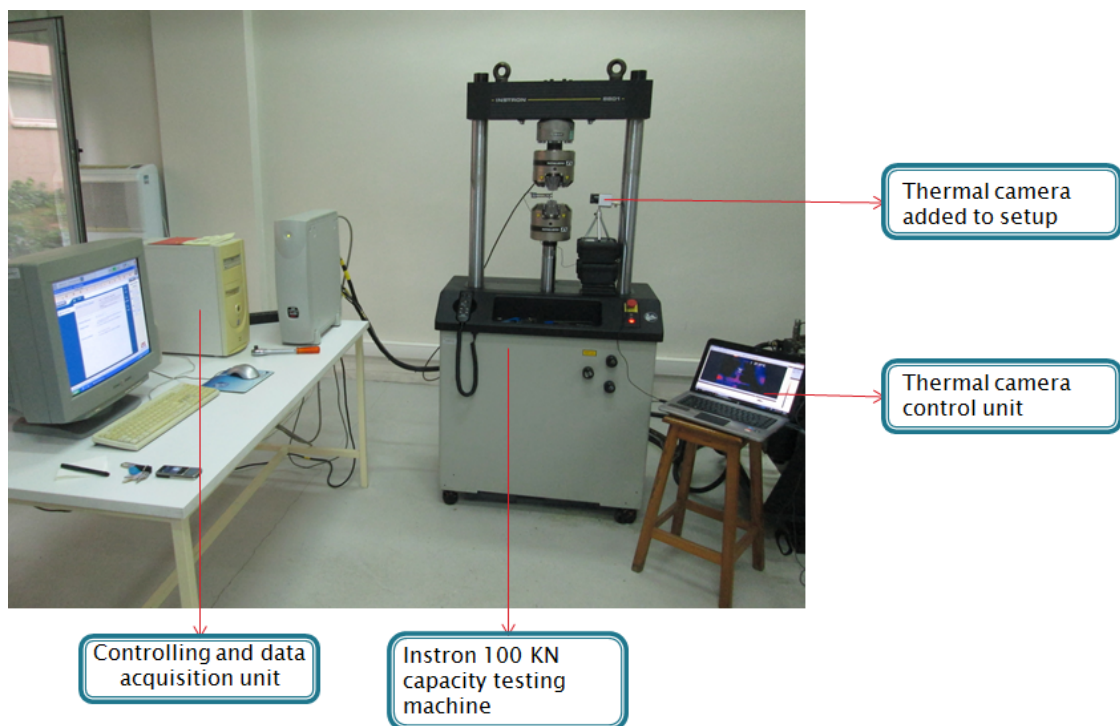 INSTRON 8801
Thermal camera
added to setup
Thermal camera
control unit
Controlling and data
acquisition unit
Instron 100 KN
capacity testing
machine